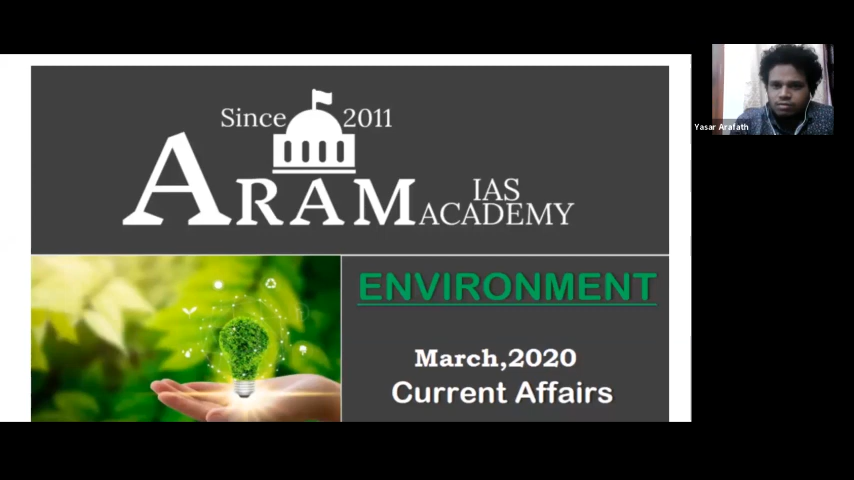 Since 2011
ARAM IAS ACADEMY
ENVIRONMENT
March,2020
Current Affairs
Yasar Arafath